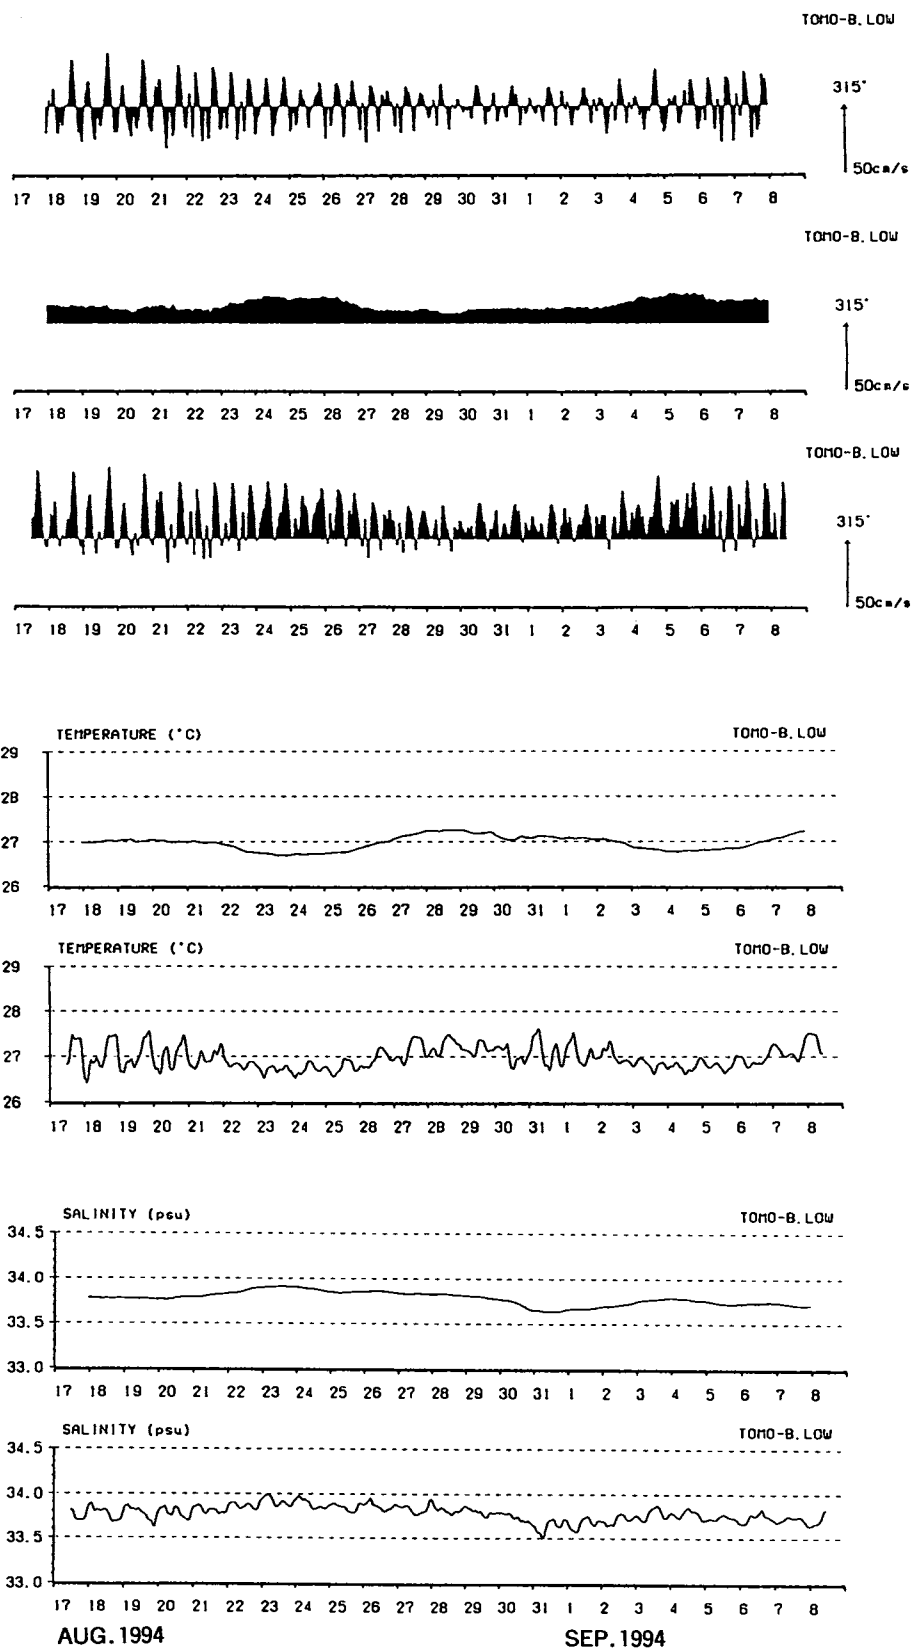 TOMO-B.LOW
315°
50cm/s
17 18 19 20 21 22 23 24 25 26 27 28 29 30 31 1 2 3 4 5 6 7 8
TOMO-B.LOW
315°
50cm/s
17 18 19 20 21 22 23 24 25 26 27 28 29 30 31 1 2 3 4 5 6 7 8
TOMO-B.LOW
315°
50cm/s
17 18 19 20 21 22 23 24 25 26 27 28 29 30 31 1 2 3 4 5 6 7 8
TEMPERATURE (°C) TOMO-B.LOW
29
28
27
26
17 18 19 20 21 22 23 24 25 26 27 28 29 30 31 1 2 3 4 5 6 7 8
TEMPERATURE (°C) TOMO-B.LOW
29
28
27
26
17 18 19 20 21 22 23 24 25 26 27 28 29 30 31 1 2 3 4 5 6 7 8
SALINITY (psu) TOMO-B.LOW
34.5
34.0
33.5
33.0
17 18 19 20 21 22 23 24 25 26 27 28 29 30 31 1 2 3 4 5 6 7 8
SALINITY (psu) TOMO-B.LOW
34.5
34.0
33.5
33.0
17 18 19 20 21 22 23 24 25 26 27 28 29 30 31 1 2 3 4 5 6 7 8
AUG.1994 SEP.1994